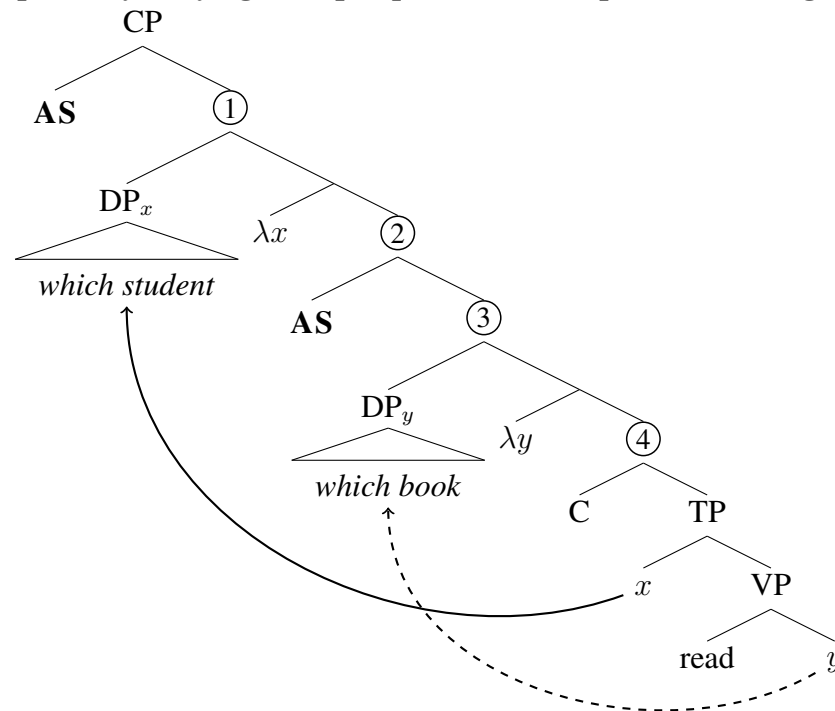 CP
AS
①
DPx
λx
②
which student
AS
③
DPy
λy
④
which book
C
TP
x
VP
read
y